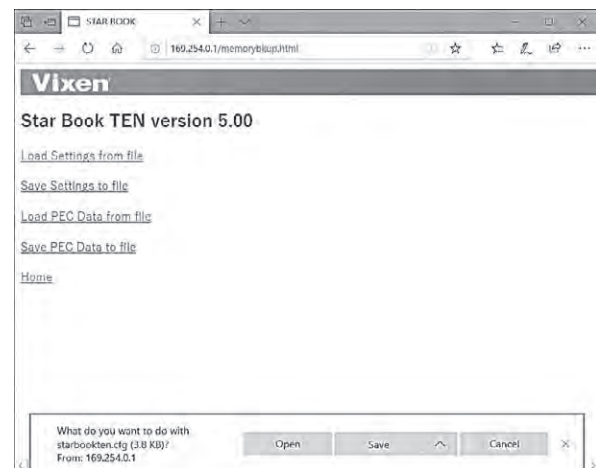 STAR BOOK
169.254.0.1/memorybkup.html
Vixen
Star Book TEN version 5.00
Load Settings from file
Save Settings to file
Load PEC Data from file
Save PEC Data to file
Home
What do you want to do with
starbookten.cfg (3.8 KB)?
From: 169.254.0.1
Open
Save
Cancel